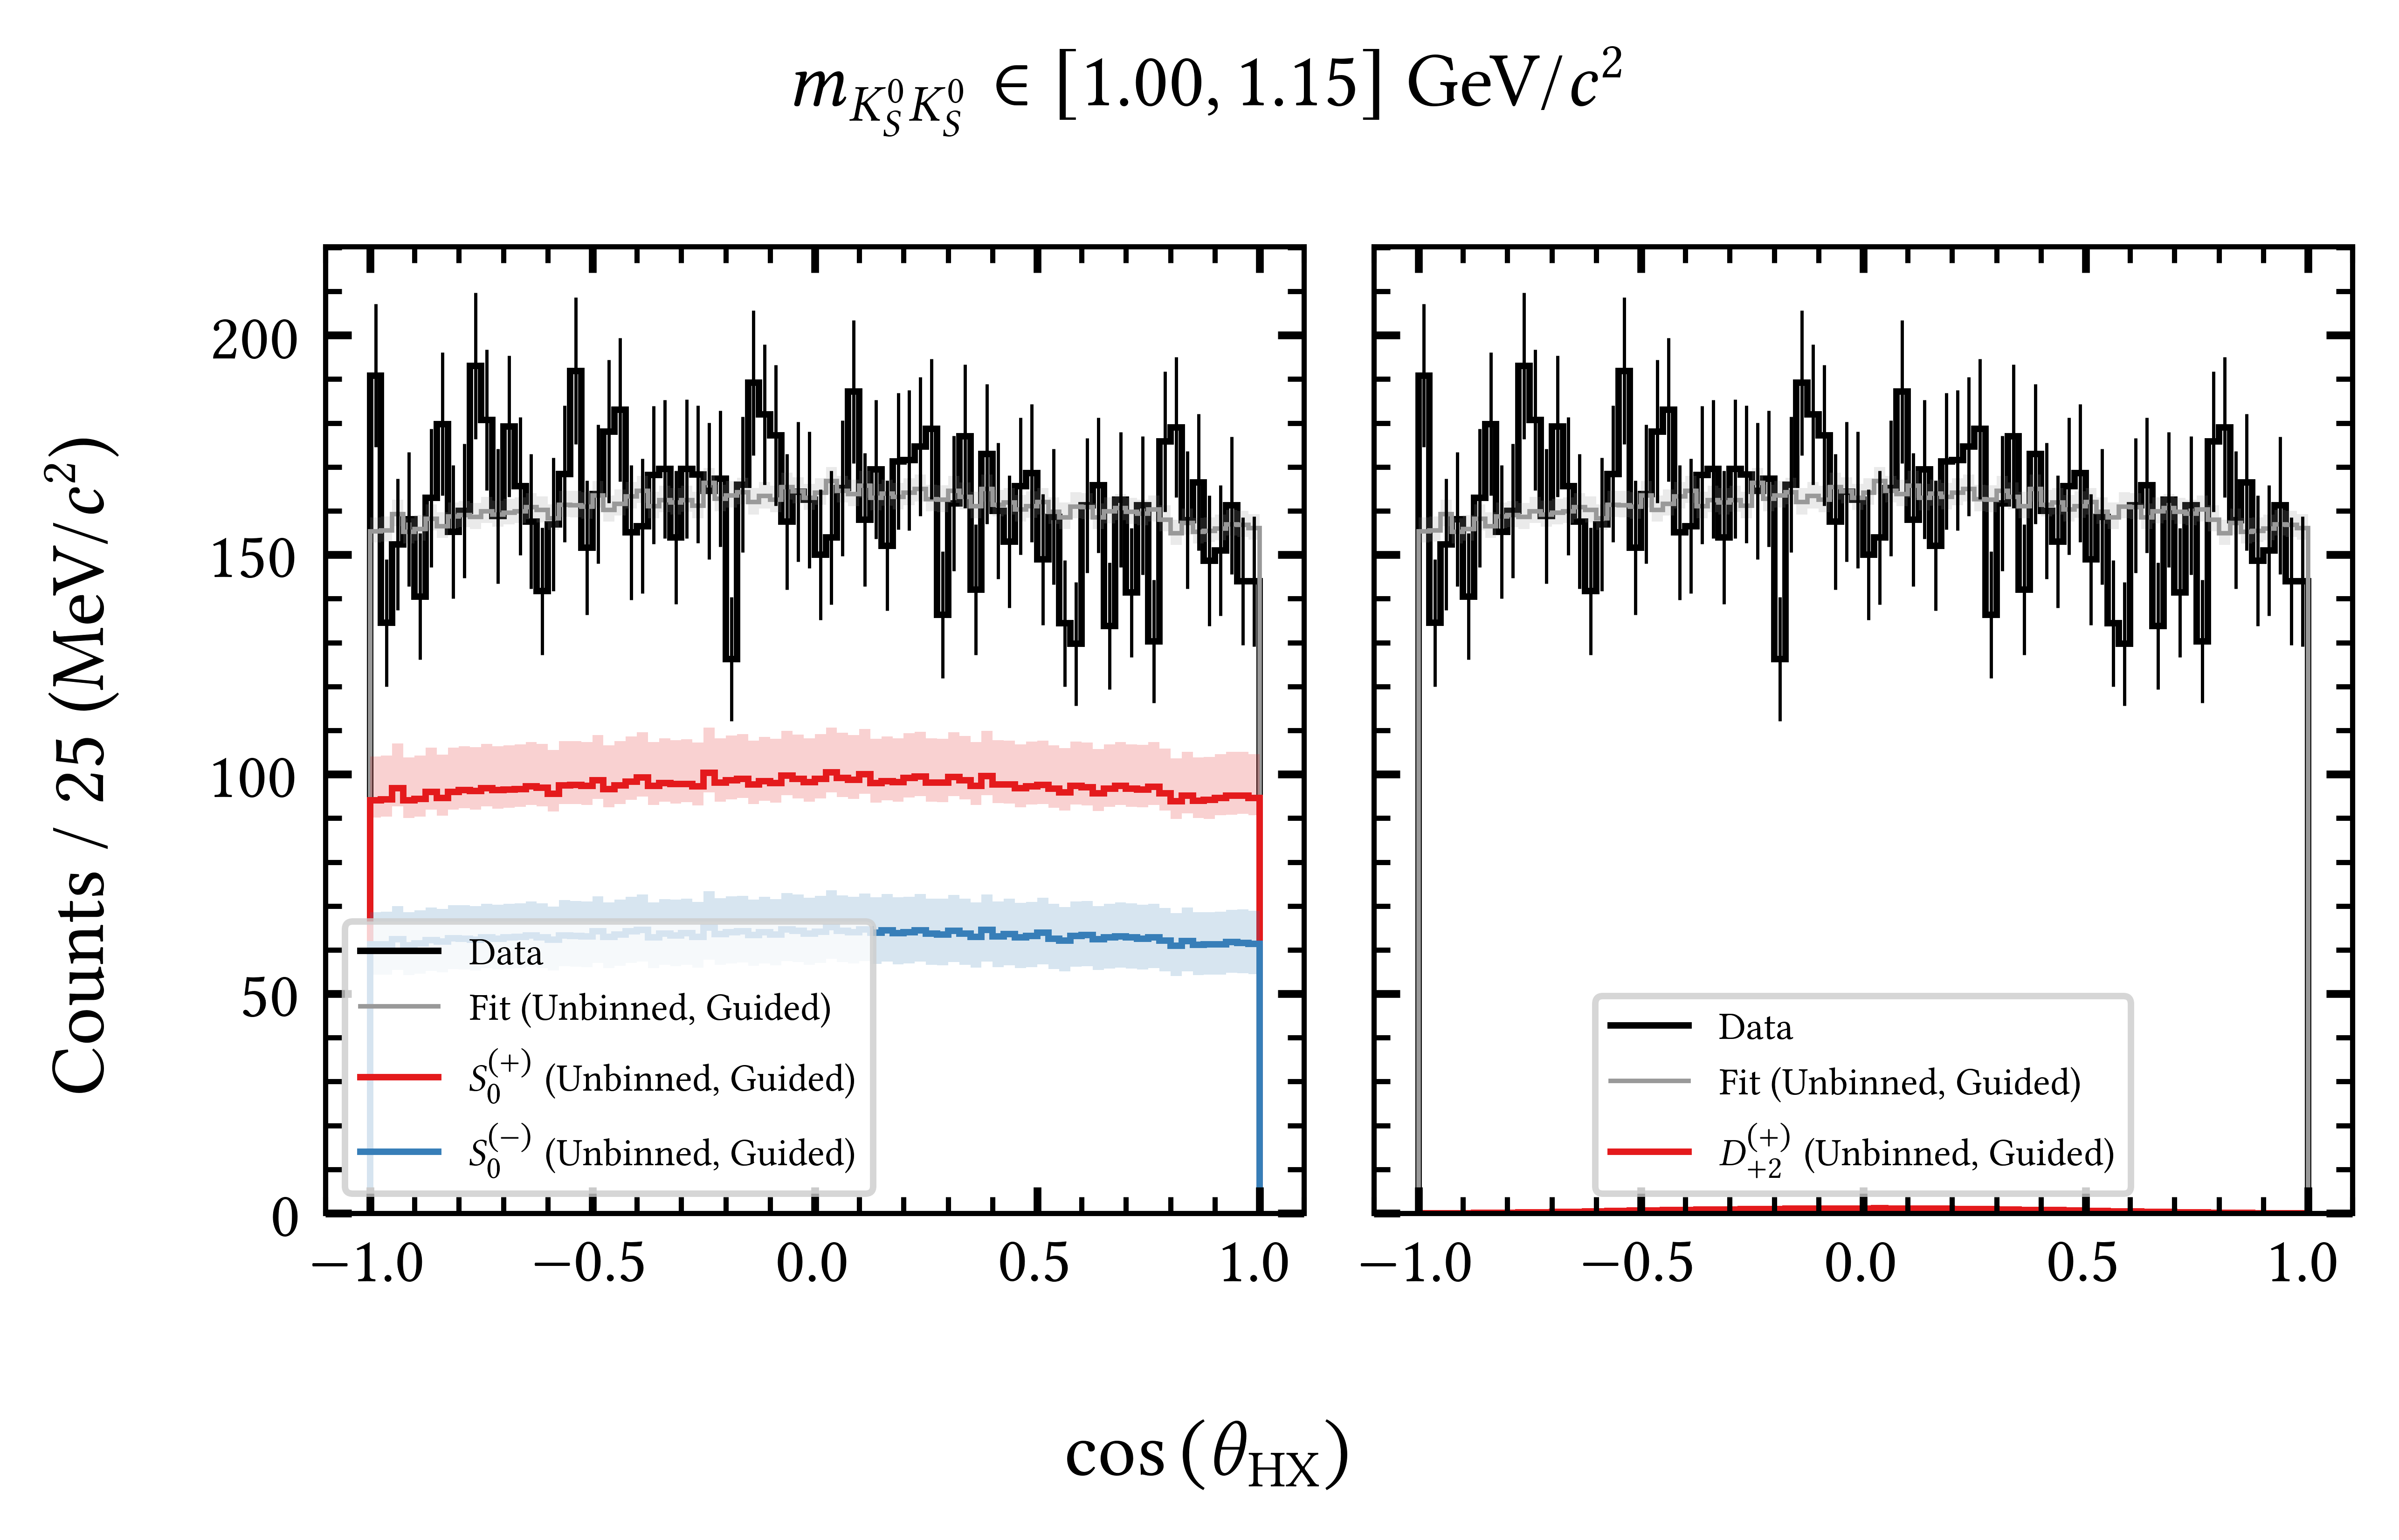 m_{K_S^0 K_S^0} ∈ [1.00, 1.15] GeV/c²
Counts / 25 (MeV/c²)
200
150
100
50
0
Data
Fit (Unbinned, Guided)
S_0^{(+)} (Unbinned, Guided)
S_0^{(−)} (Unbinned, Guided)
−1.0 −0.5 0.0 0.5 1.0
Data
Fit (Unbinned, Guided)
D_{+2}^{(+)} (Unbinned, Guided)
−1.0 −0.5 0.0 0.5 1.0
cos (θ_HX)